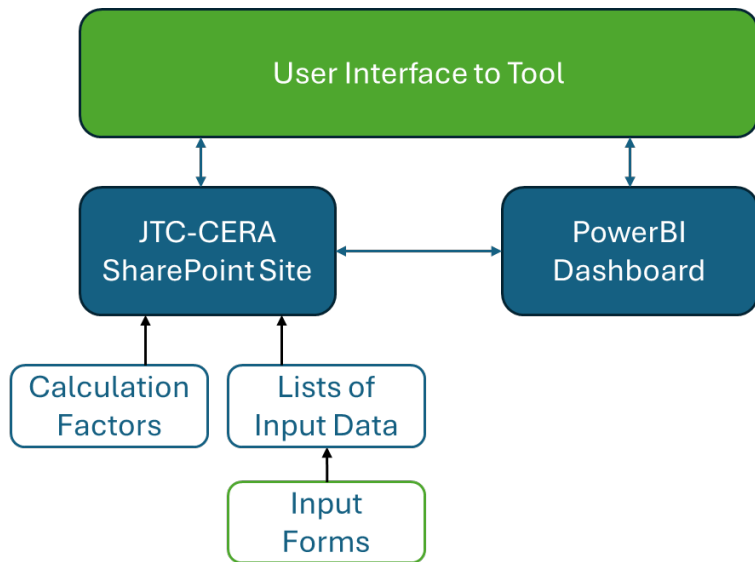 User Interface to Tool
JTC-CERA
SharePoint Site
PowerBI
Dashboard
Calculation
Factors
Lists of
Input Data
Input
Forms